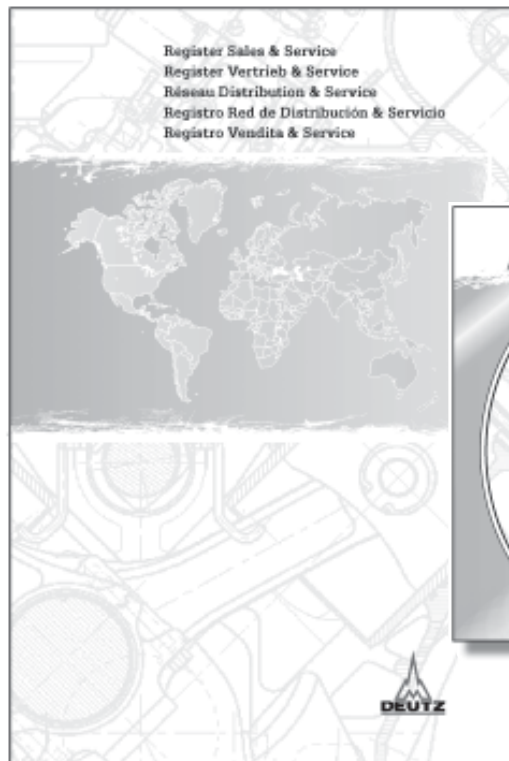 Register Sales & Service
Register Vertrieb & Service
Réseau Distribution & Service
Registro Red de Distribución & Servicio
Registro Vendita & Service
DEUTZ